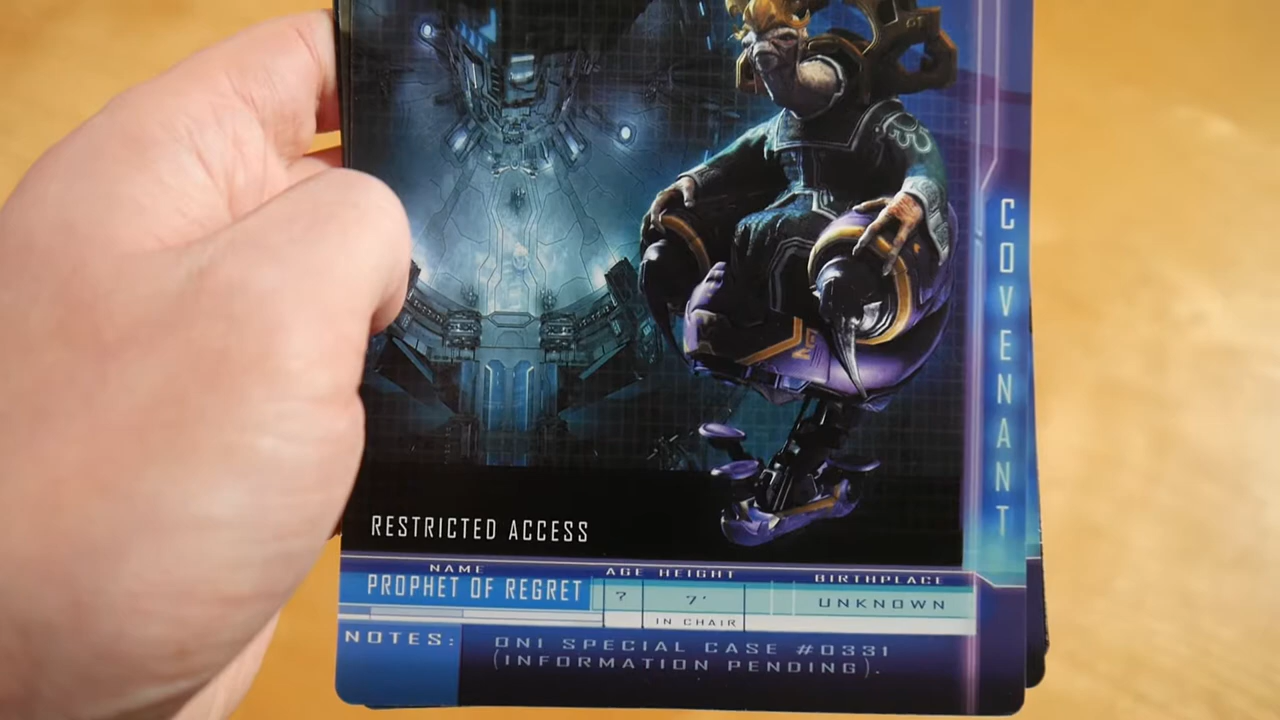 COVENANT
RESTRICTED ACCESS
NAME AGE HEIGHT BIRTHPLACE
PROPHET OF REGRET ? 7' UNKNOWN
IN CHAIR
NOTES: ONI SPECIAL CASE #0331
(INFORMATION PENDING).